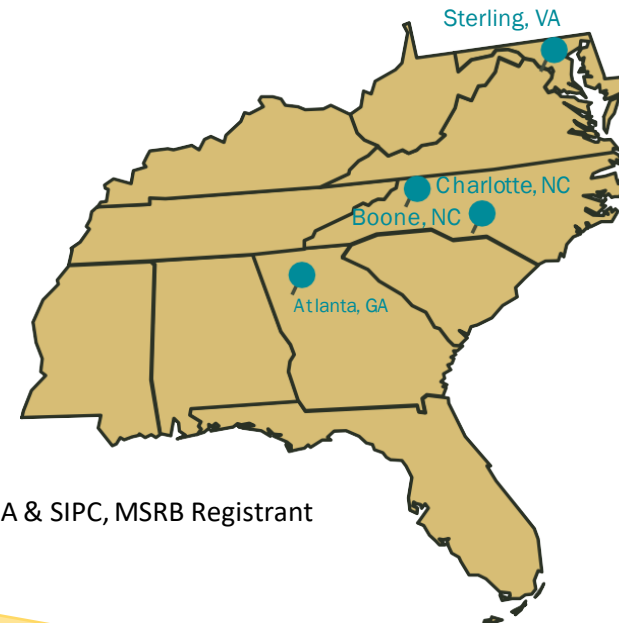 Sterling, VA
Charlotte, NC
Boone, NC
Atlanta, GA
A & SIPC, MSRB Registrant